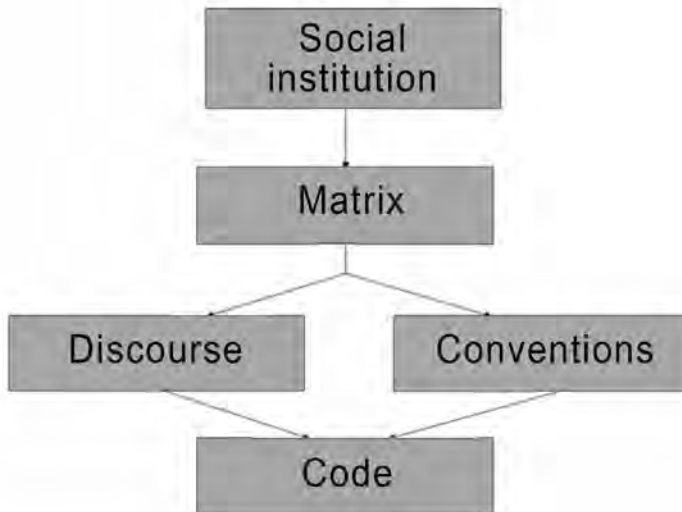 Social
institution
Matrix
Discourse
Conventions
Code